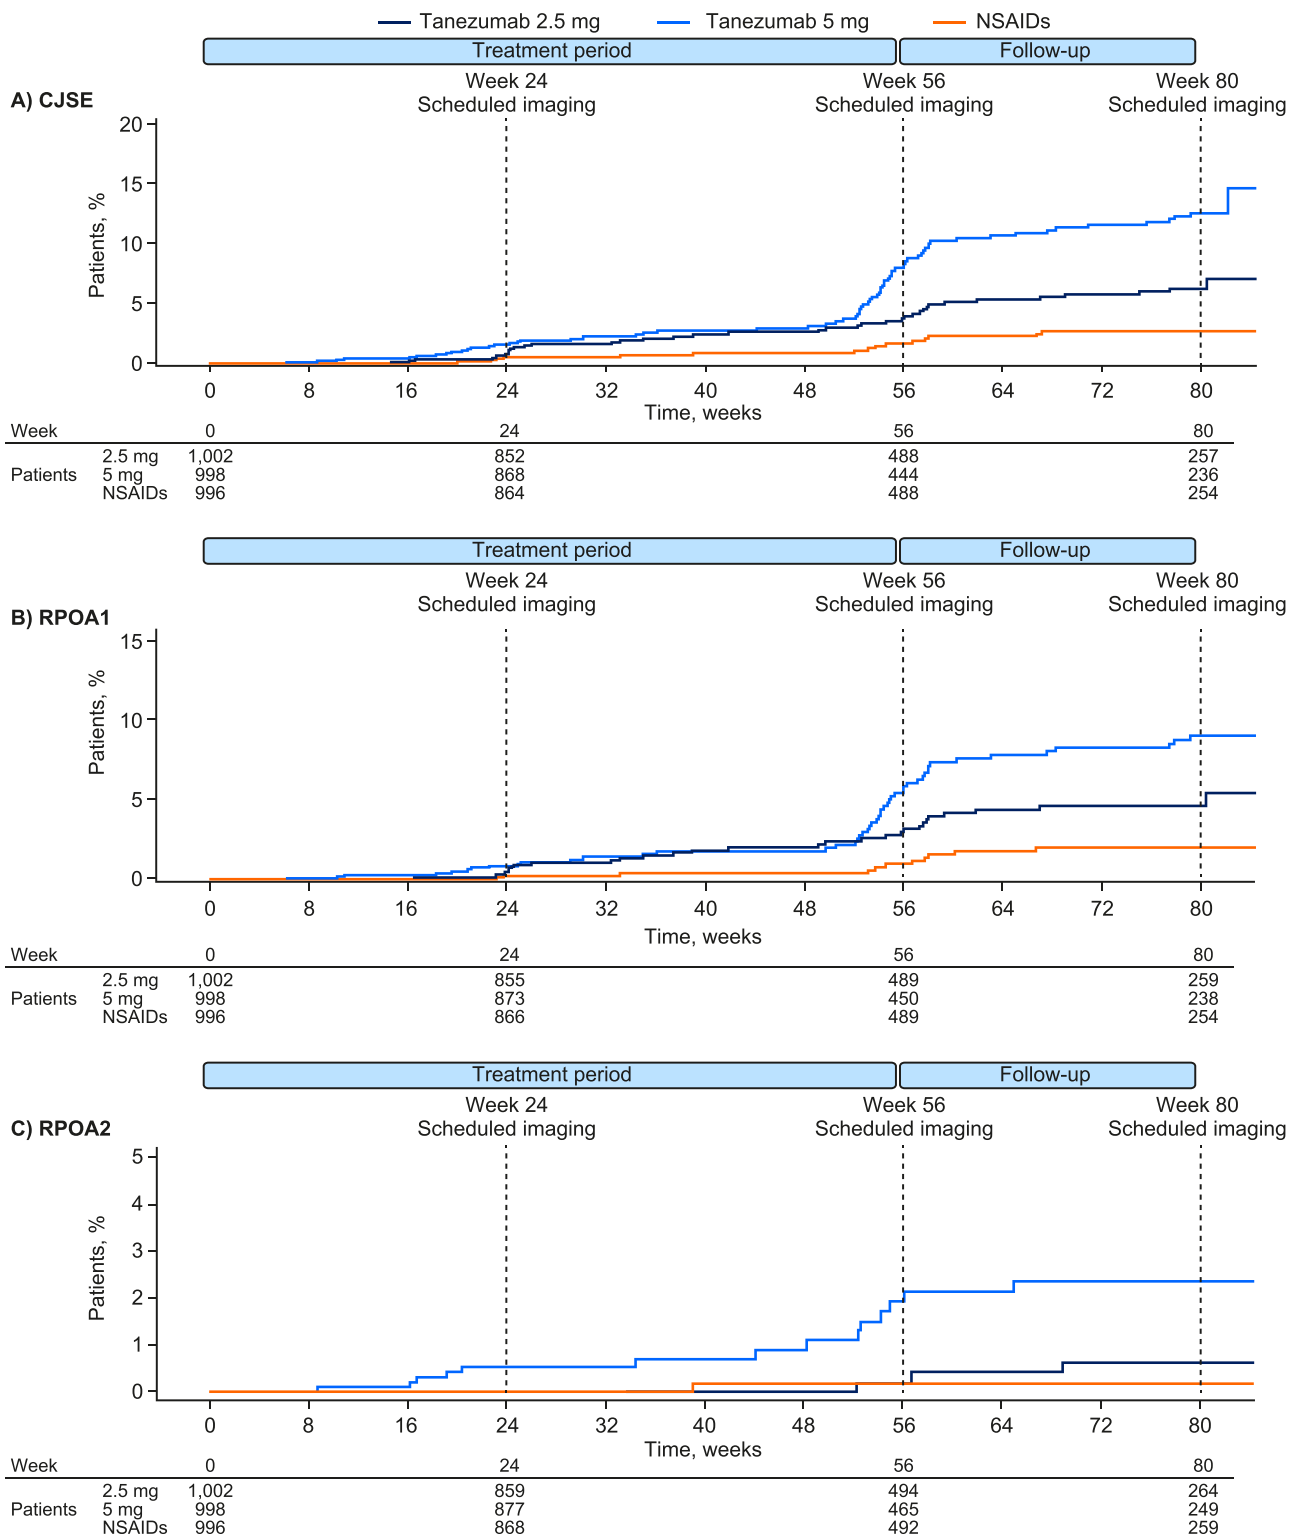 Tanezumab 2.5 mg Tanezumab 5 mg NSAIDs
Treatment period Follow-up
Week 24 Week 56 Week 80
A) CJSE Scheduled imaging Scheduled imaging Scheduled imaging
20
15
10
5
0
Patients, %
0 8 16 24 32 40 48 56 64 72 80
Time, weeks
Week 0 24 56 80
2.5 mg 1,002 852 488 257
Patients 5 mg 998 868 444 236
NSAIDs 996 864 488 254
Treatment period Follow-up
Week 24 Week 56 Week 80
Scheduled imaging Scheduled imaging Scheduled imaging
B) RPOA1
15
10
5
0
Patients, %
0 8 16 24 32 40 48 56 64 72 80
Time, weeks
Week 0 24 56 80
2.5 mg 1,002 855 489 259
Patients 5 mg 998 873 450 238
NSAIDs 996 866 489 254
Treatment period Follow-up
Week 24 Week 56 Week 80
C) RPOA2 Scheduled imaging Scheduled imaging Scheduled imaging
5
4
3
2
1
0
Patients, %
0 8 16 24 32 40 48 56 64 72 80
Time, weeks
Week 0 24 56 80
2.5 mg 1,002 859 494 264
Patients 5 mg 998 877 465 249
NSAIDs 996 868 492 259